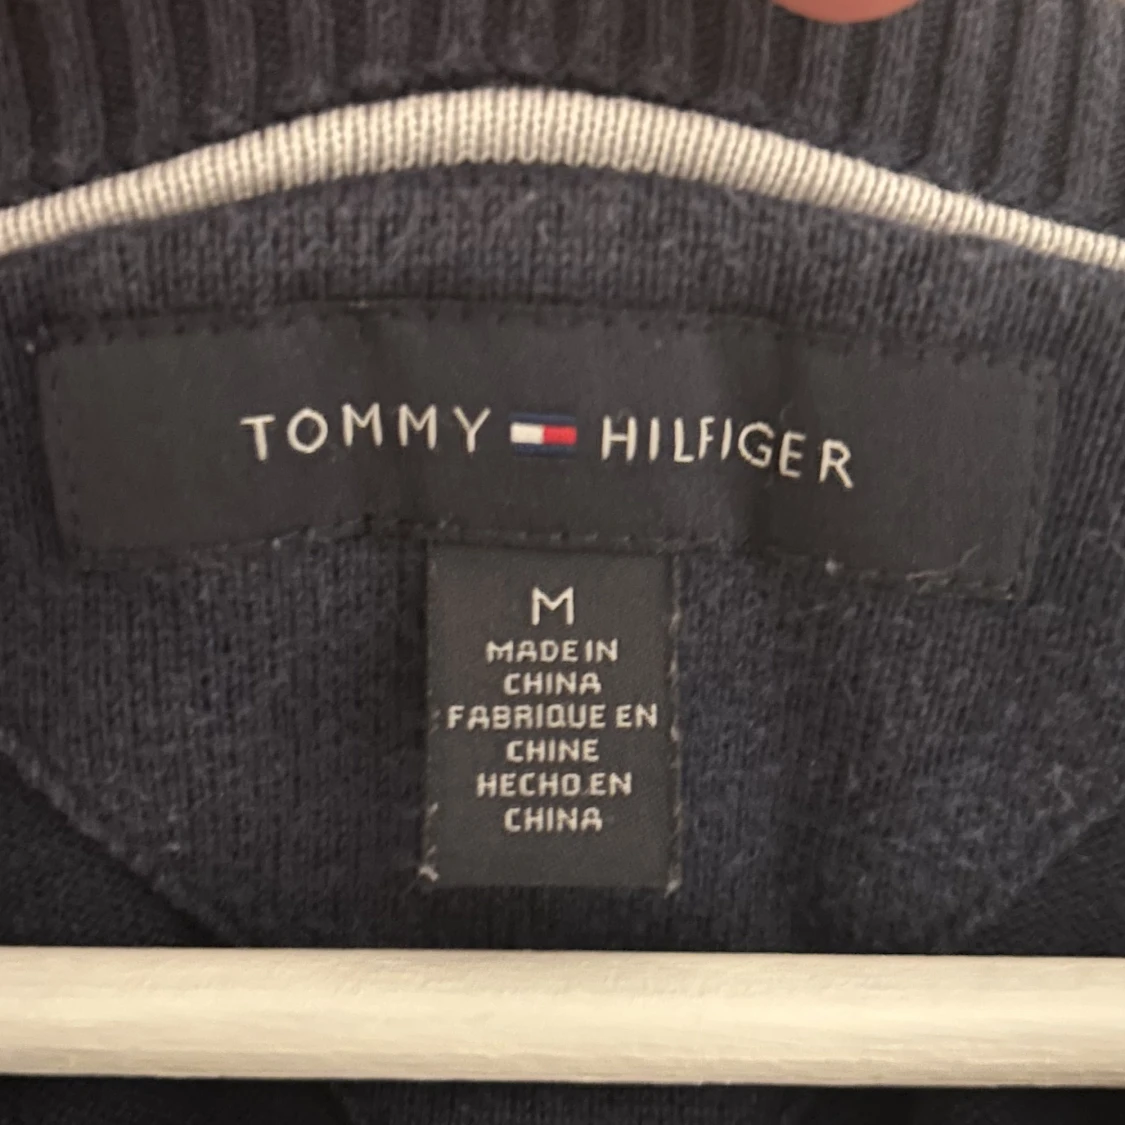 TOMMY HILFIGER
M
MADE IN
CHINA
FABRIQUE EN
CHINE
HECHO EN
CHINA